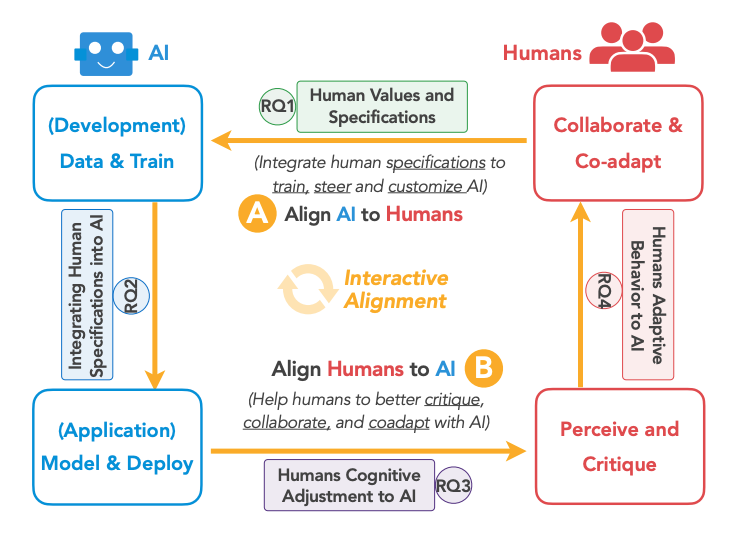 AI
Humans
(Development)
Data & Train
RQ1
Human Values and
Specifications
Collaborate &
Co-adapt
(Integrate human specifications to
train, steer and customize AI)
A
Align AI to Humans
Integrating Human
Specifications into AI
RQ2
Interactive
Alignment
RQ4
Humans Adaptive
Behavior to AI
Align Humans to AI
B
(Help humans to better critique,
collaborate, and coadapt with AI)
(Application)
Model & Deploy
Perceive and
Critique
Humans Cognitive
Adjustment to AI
RQ3